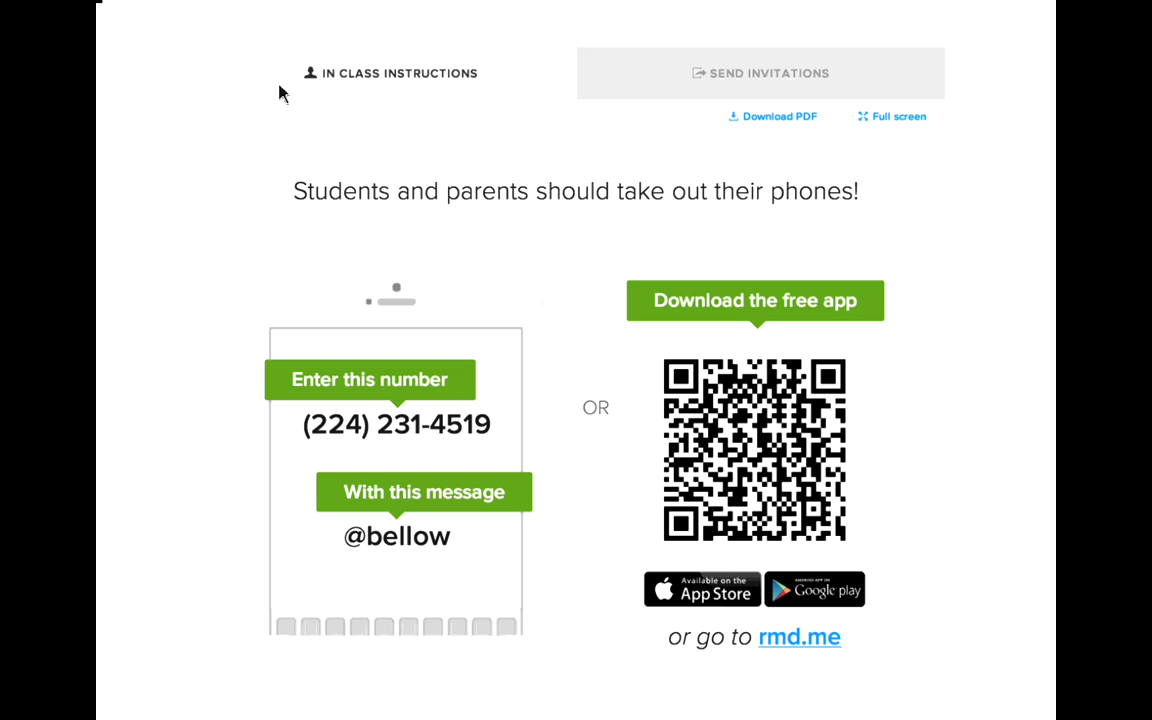 IN CLASS INSTRUCTIONS
SEND INVITATIONS
Download PDF
Full screen
Students and parents should take out their phones!
Enter this number
(224) 231-4519
With this message
@bellow
OR
Download the free app
Available on the
App Store
ANDROID APP ON
Google play
or go to rmd.me